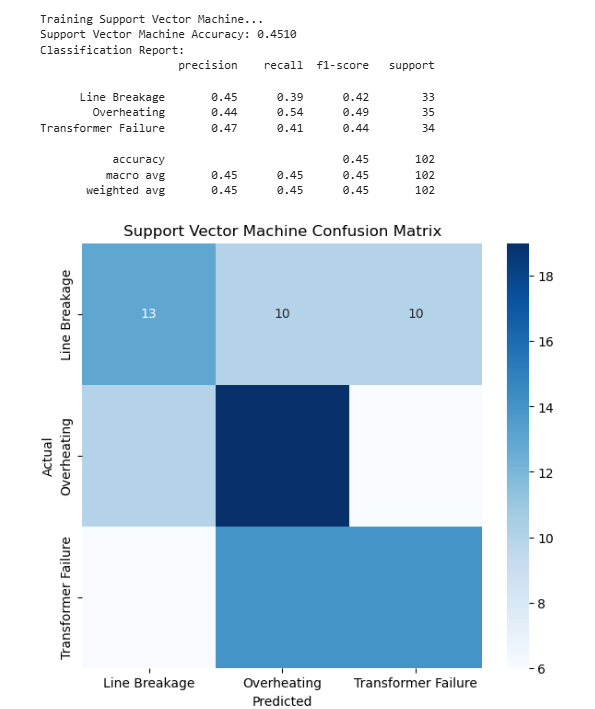 Training Support Vector Machine...
Support Vector Machine Accuracy: 0.4510
Classification Report:
precision recall f1-score support
Line Breakage 0.45 0.39 0.42 33
Overheating 0.44 0.54 0.49 35
Transformer Failure 0.47 0.41 0.44 34
accuracy 0.45 102
macro avg 0.45 0.45 0.45 102
weighted avg 0.45 0.45 0.45 102
Support Vector Machine Confusion Matrix
Actual
Line Breakage
13 10 10
Overheating
Transformer Failure
Line Breakage Overheating Transformer Failure
Predicted
18
16
14
12
10
8
6